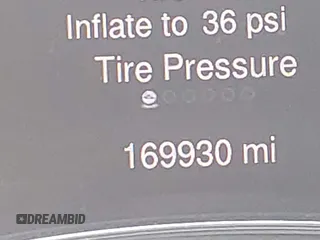 Inflate to 36 psi
Tire Pressure
169930 mi
DREAMBID